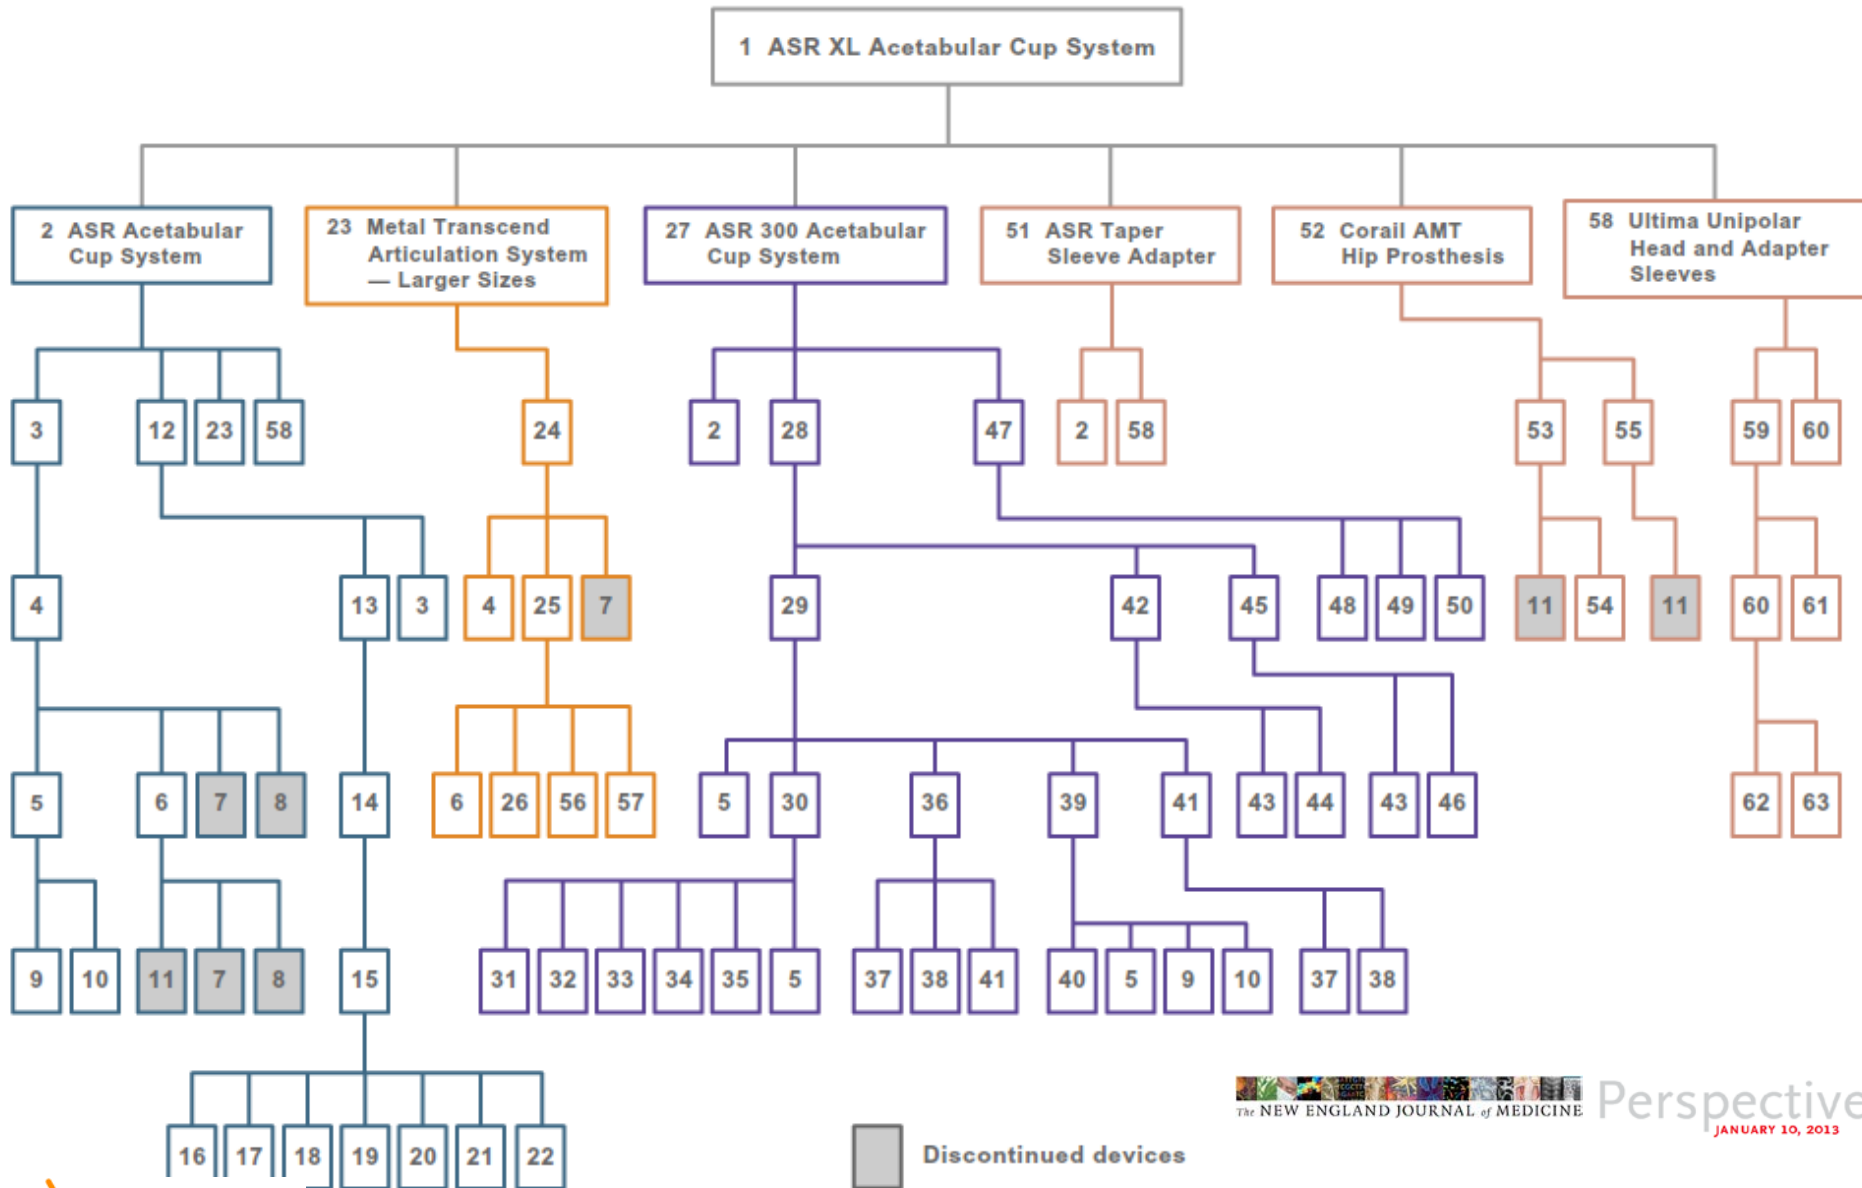 1 ASR XL Acetabular Cup System
2 ASR Acetabular
Cup System
23 Metal Transcend
Articulation System
— Larger Sizes
27 ASR 300 Acetabular
Cup System
51 ASR Taper
Sleeve Adapter
52 Corail AMT
Hip Prosthesis
58 Ultima Unipolar
Head and Adapter
Sleeves
3 12 23 58 24 2 28 47 2 58 53 55 59 60
4 13 3 4 25 7 29 42 45 48 49 50 11 54 11 60 61
5 6 7 8 14 6 26 56 57 5 30 36 39 41 43 44 43 46 62 63
9 10 11 7 8 15 31 32 33 34 35 5 37 38 41 40 5 9 10 37 38
The NEW ENGLAND JOURNAL of MEDICINE
Perspective
JANUARY 10, 2013
16 17 18 19 20 21 22
Discontinued devices